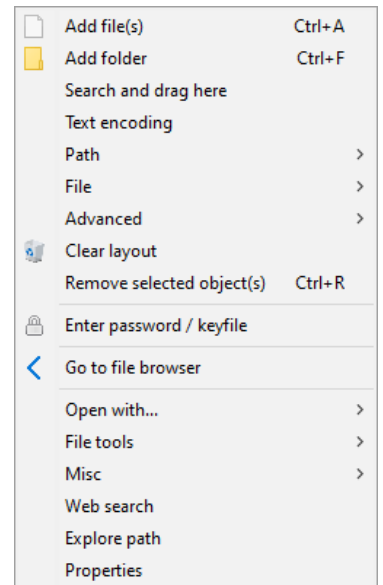 Add file(s) Ctrl+A
Add folder Ctrl+F
Search and drag here
Text encoding
Path >
File >
Advanced >
Clear layout
Remove selected object(s) Ctrl+R
Enter password / keyfile
Go to file browser
Open with... >
File tools >
Misc >
Web search
Explore path
Properties